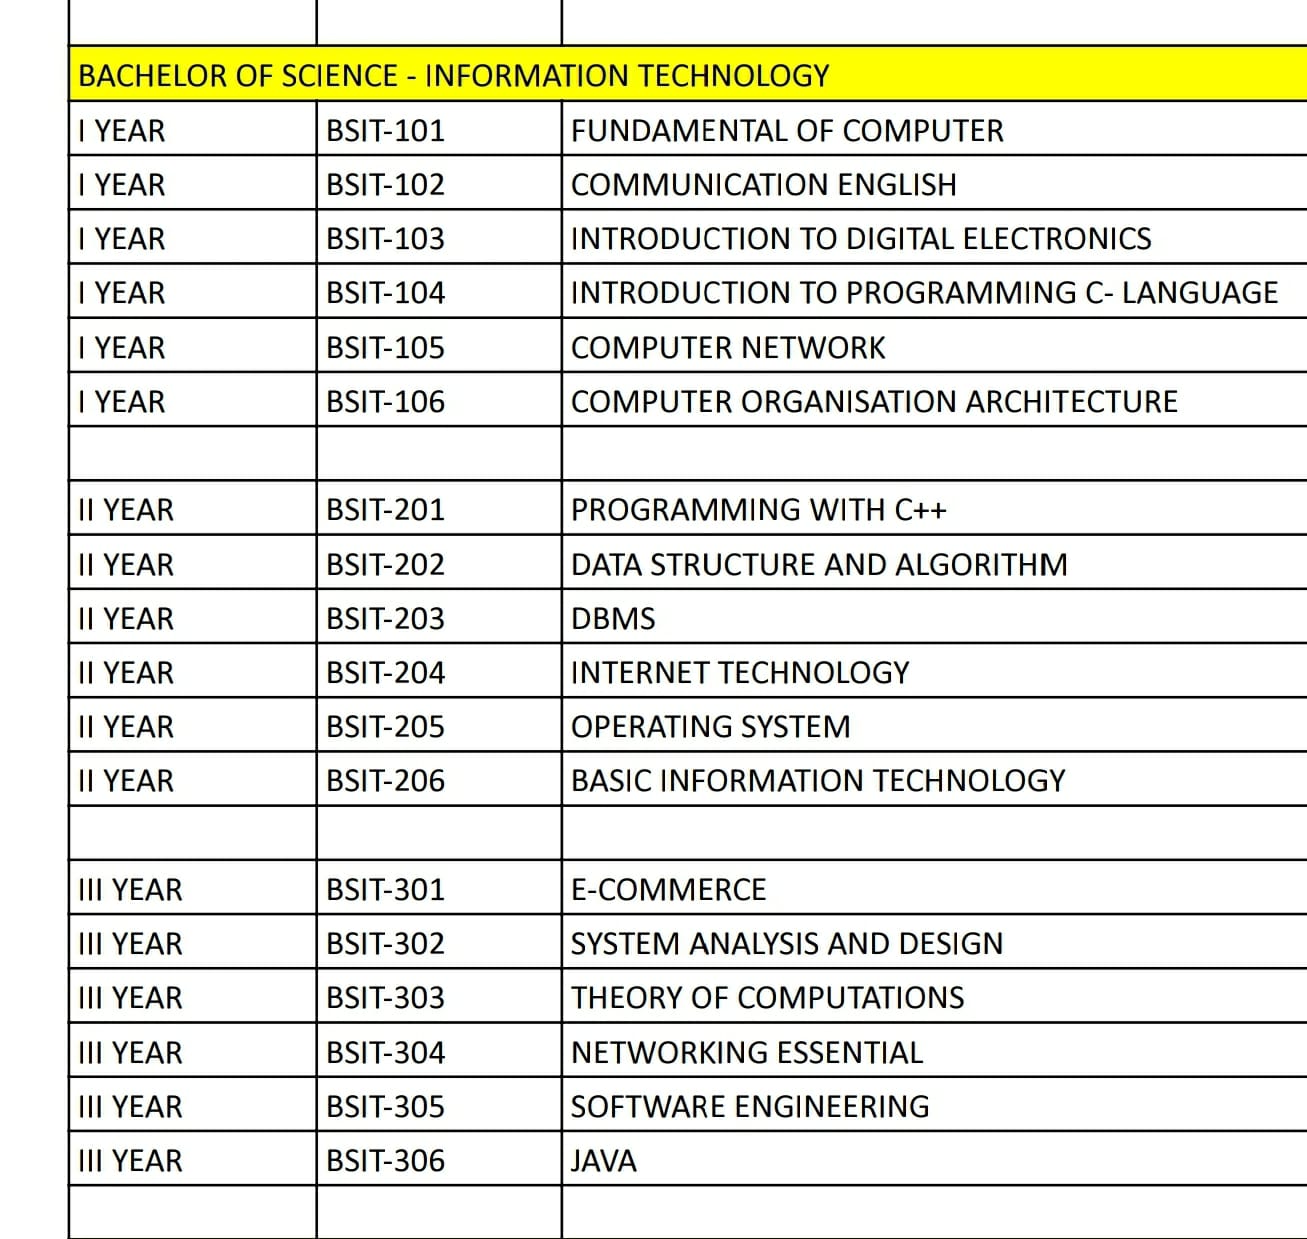 BACHELOR OF SCIENCE - INFORMATION TECHNOLOGY
I YEAR BSIT-101 FUNDAMENTAL OF COMPUTER
I YEAR BSIT-102 COMMUNICATION ENGLISH
I YEAR BSIT-103 INTRODUCTION TO DIGITAL ELECTRONICS
I YEAR BSIT-104 INTRODUCTION TO PROGRAMMING C- LANGUAGE
I YEAR BSIT-105 COMPUTER NETWORK
I YEAR BSIT-106 COMPUTER ORGANISATION ARCHITECTURE
II YEAR BSIT-201 PROGRAMMING WITH C++
II YEAR BSIT-202 DATA STRUCTURE AND ALGORITHM
II YEAR BSIT-203 DBMS
II YEAR BSIT-204 INTERNET TECHNOLOGY
II YEAR BSIT-205 OPERATING SYSTEM
II YEAR BSIT-206 BASIC INFORMATION TECHNOLOGY
III YEAR BSIT-301 E-COMMERCE
III YEAR BSIT-302 SYSTEM ANALYSIS AND DESIGN
III YEAR BSIT-303 THEORY OF COMPUTATIONS
III YEAR BSIT-304 NETWORKING ESSENTIAL
III YEAR BSIT-305 SOFTWARE ENGINEERING
III YEAR BSIT-306 JAVA